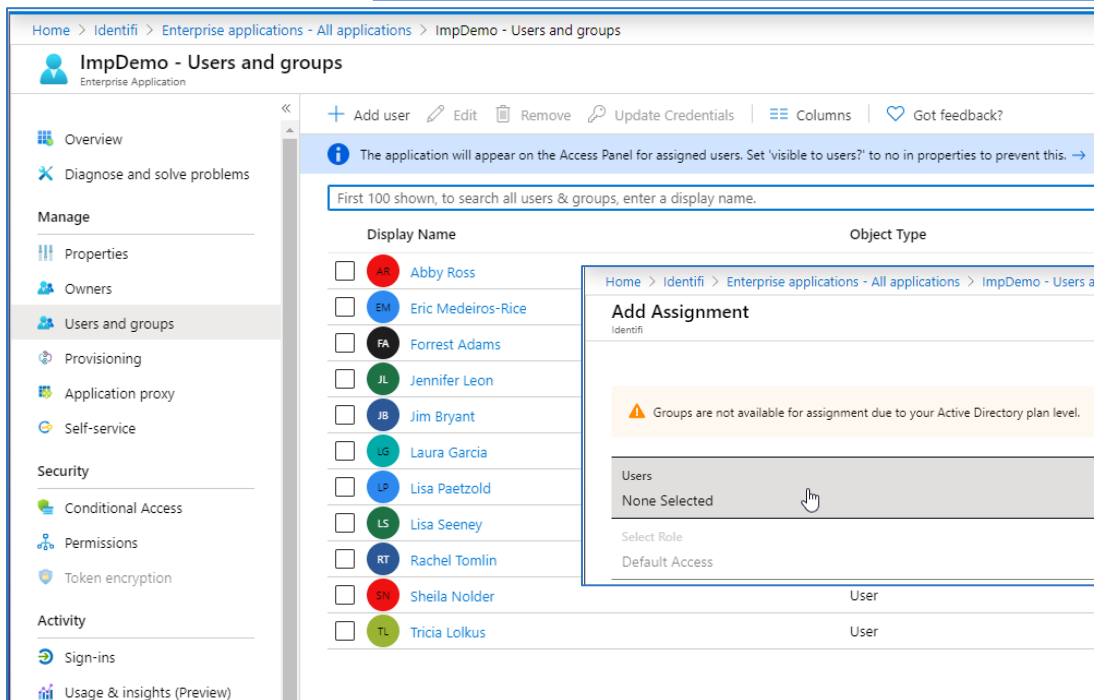 Home > Identifi > Enterprise applications - All applications > ImpDemo - Users and groups
ImpDemo - Users and groups
Enterprise Application
«
Overview
Diagnose and solve problems
Manage
Properties
Owners
Users and groups
Provisioning
Application proxy
Self-service
Security
Conditional Access
Permissions
Token encryption
Activity
Sign-ins
Usage & insights (Preview)
+ Add user Edit Remove Update Credentials Columns Got feedback?
The application will appear on the Access Panel for assigned users. Set 'visible to users?' to no in properties to prevent this. →
First 100 shown, to search all users & groups, enter a display name.
Display Name Object Type
AR Abby Ross
EM Eric Medeiros-Rice
FA Forrest Adams
JL Jennifer Leon
JB Jim Bryant
LG Laura Garcia
LP Lisa Paetzold
LS Lisa Seeney
RT Rachel Tomlin
SN Sheila Nolder User
TL Tricia Lolkus User
Home > Identifi > Enterprise applications - All applications > ImpDemo - Users a
Add Assignment
Identifi
Groups are not available for assignment due to your Active Directory plan level.
Users
None Selected
Select Role
Default Access